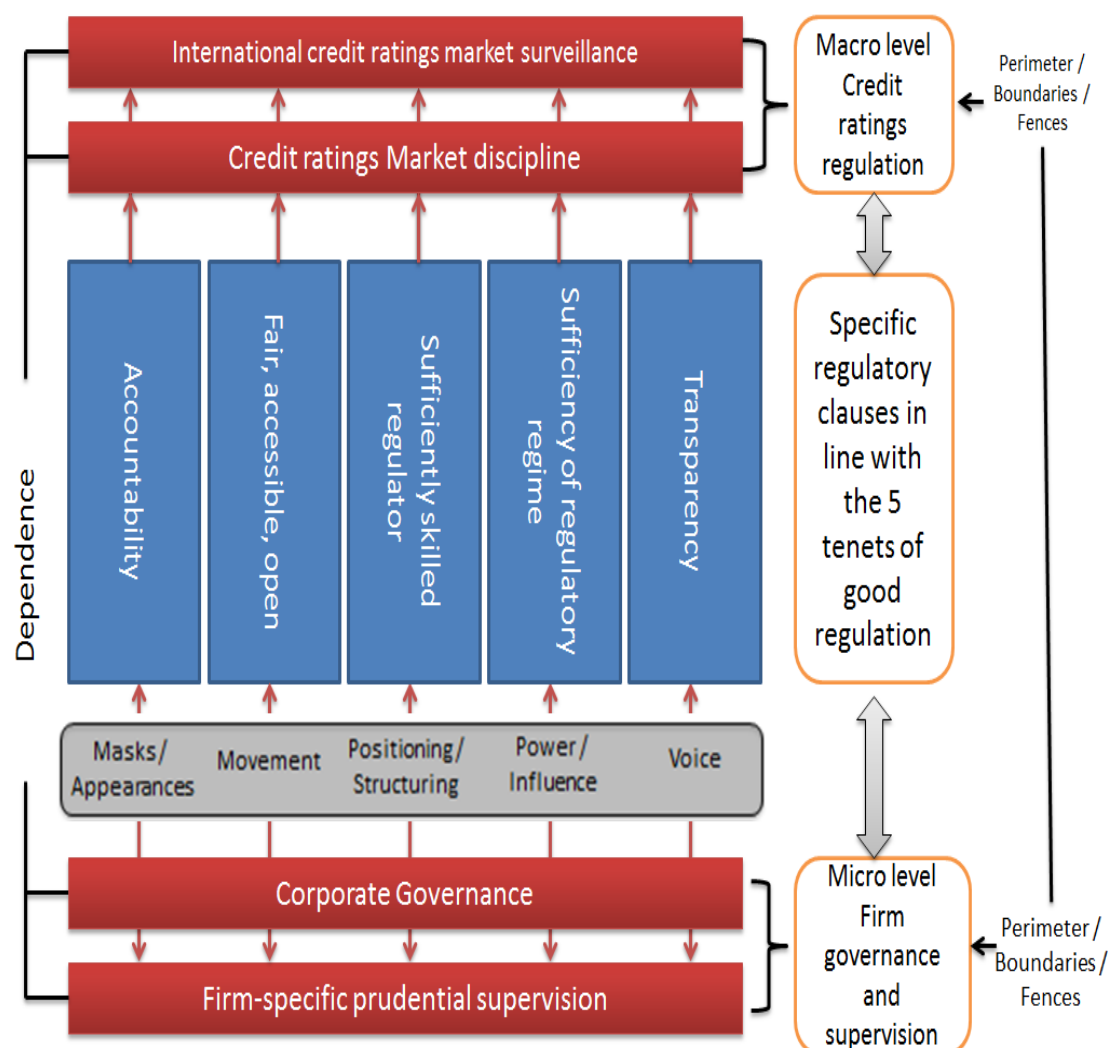 International credit ratings market surveillance
Credit ratings Market discipline
Macro level
Credit
ratings
regulation
Perimeter /
Boundaries /
Fences
Dependence
Accountability
Fair, accessible, open
Sufficiently skilled
regulator
Sufficiency of regulatory
regime
Transparency
Specific
regulatory
clauses in
line with
the 5
tenets of
good
regulation
Masks/
Appearances
Movement
Positioning/
Structuring
Power/
Influence
Voice
Corporate Governance
Firm-specific prudential supervision
Micro level
Firm
governance
and
supervision
Perimeter /
Boundaries /
Fences